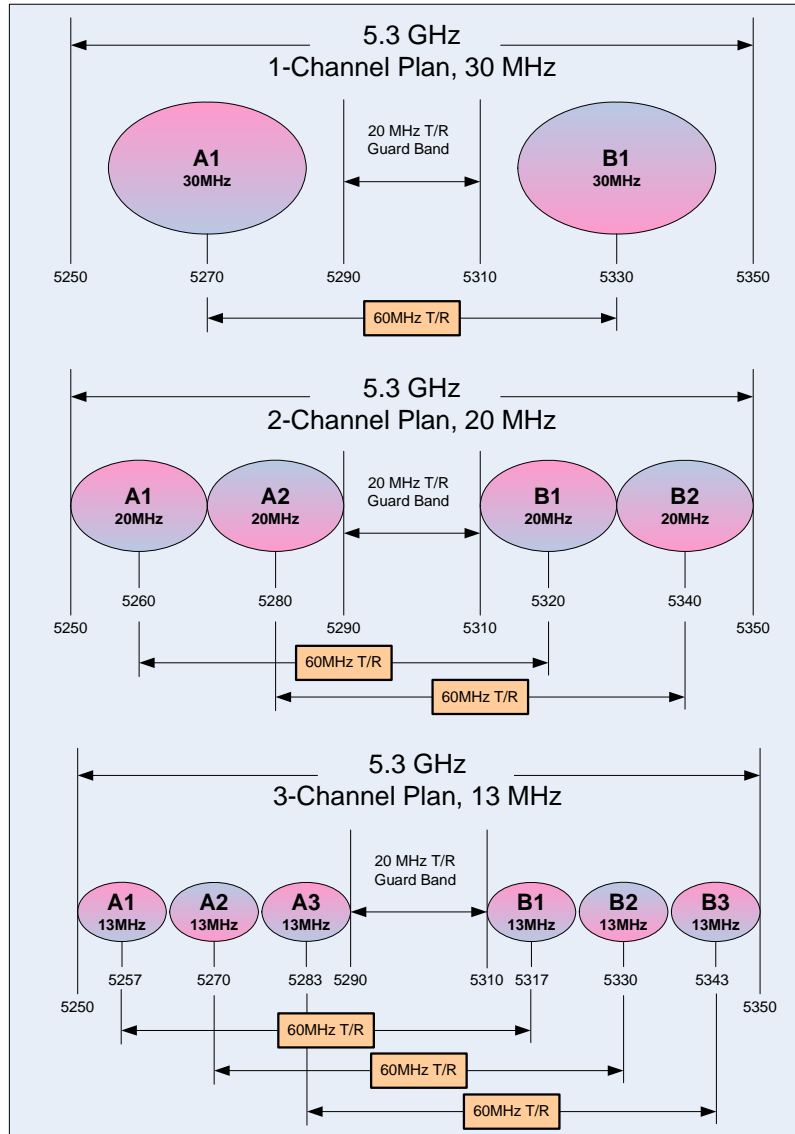 5.3 GHz
1-Channel Plan, 30 MHz
A1
30MHz
20 MHz T/R
Guard Band
B1
30MHz
5250
5270
5290
5310
5330
5350
60MHz T/R
5.3 GHz
2-Channel Plan, 20 MHz
A1
20MHz
A2
20MHz
20 MHz T/R
Guard Band
B1
20MHz
B2
20MHz
5260
5280
5320
5340
5250
5290
5310
5350
60MHz T/R
60MHz T/R
5.3 GHz
3-Channel Plan, 13 MHz
A1
13MHz
A2
13MHz
A3
13MHz
20 MHz T/R
Guard Band
B1
13MHz
B2
13MHz
B3
13MHz
5257
5270
5283
5290
5310
5317
5330
5343
5250
5350
60MHz T/R
60MHz T/R
60MHz T/R